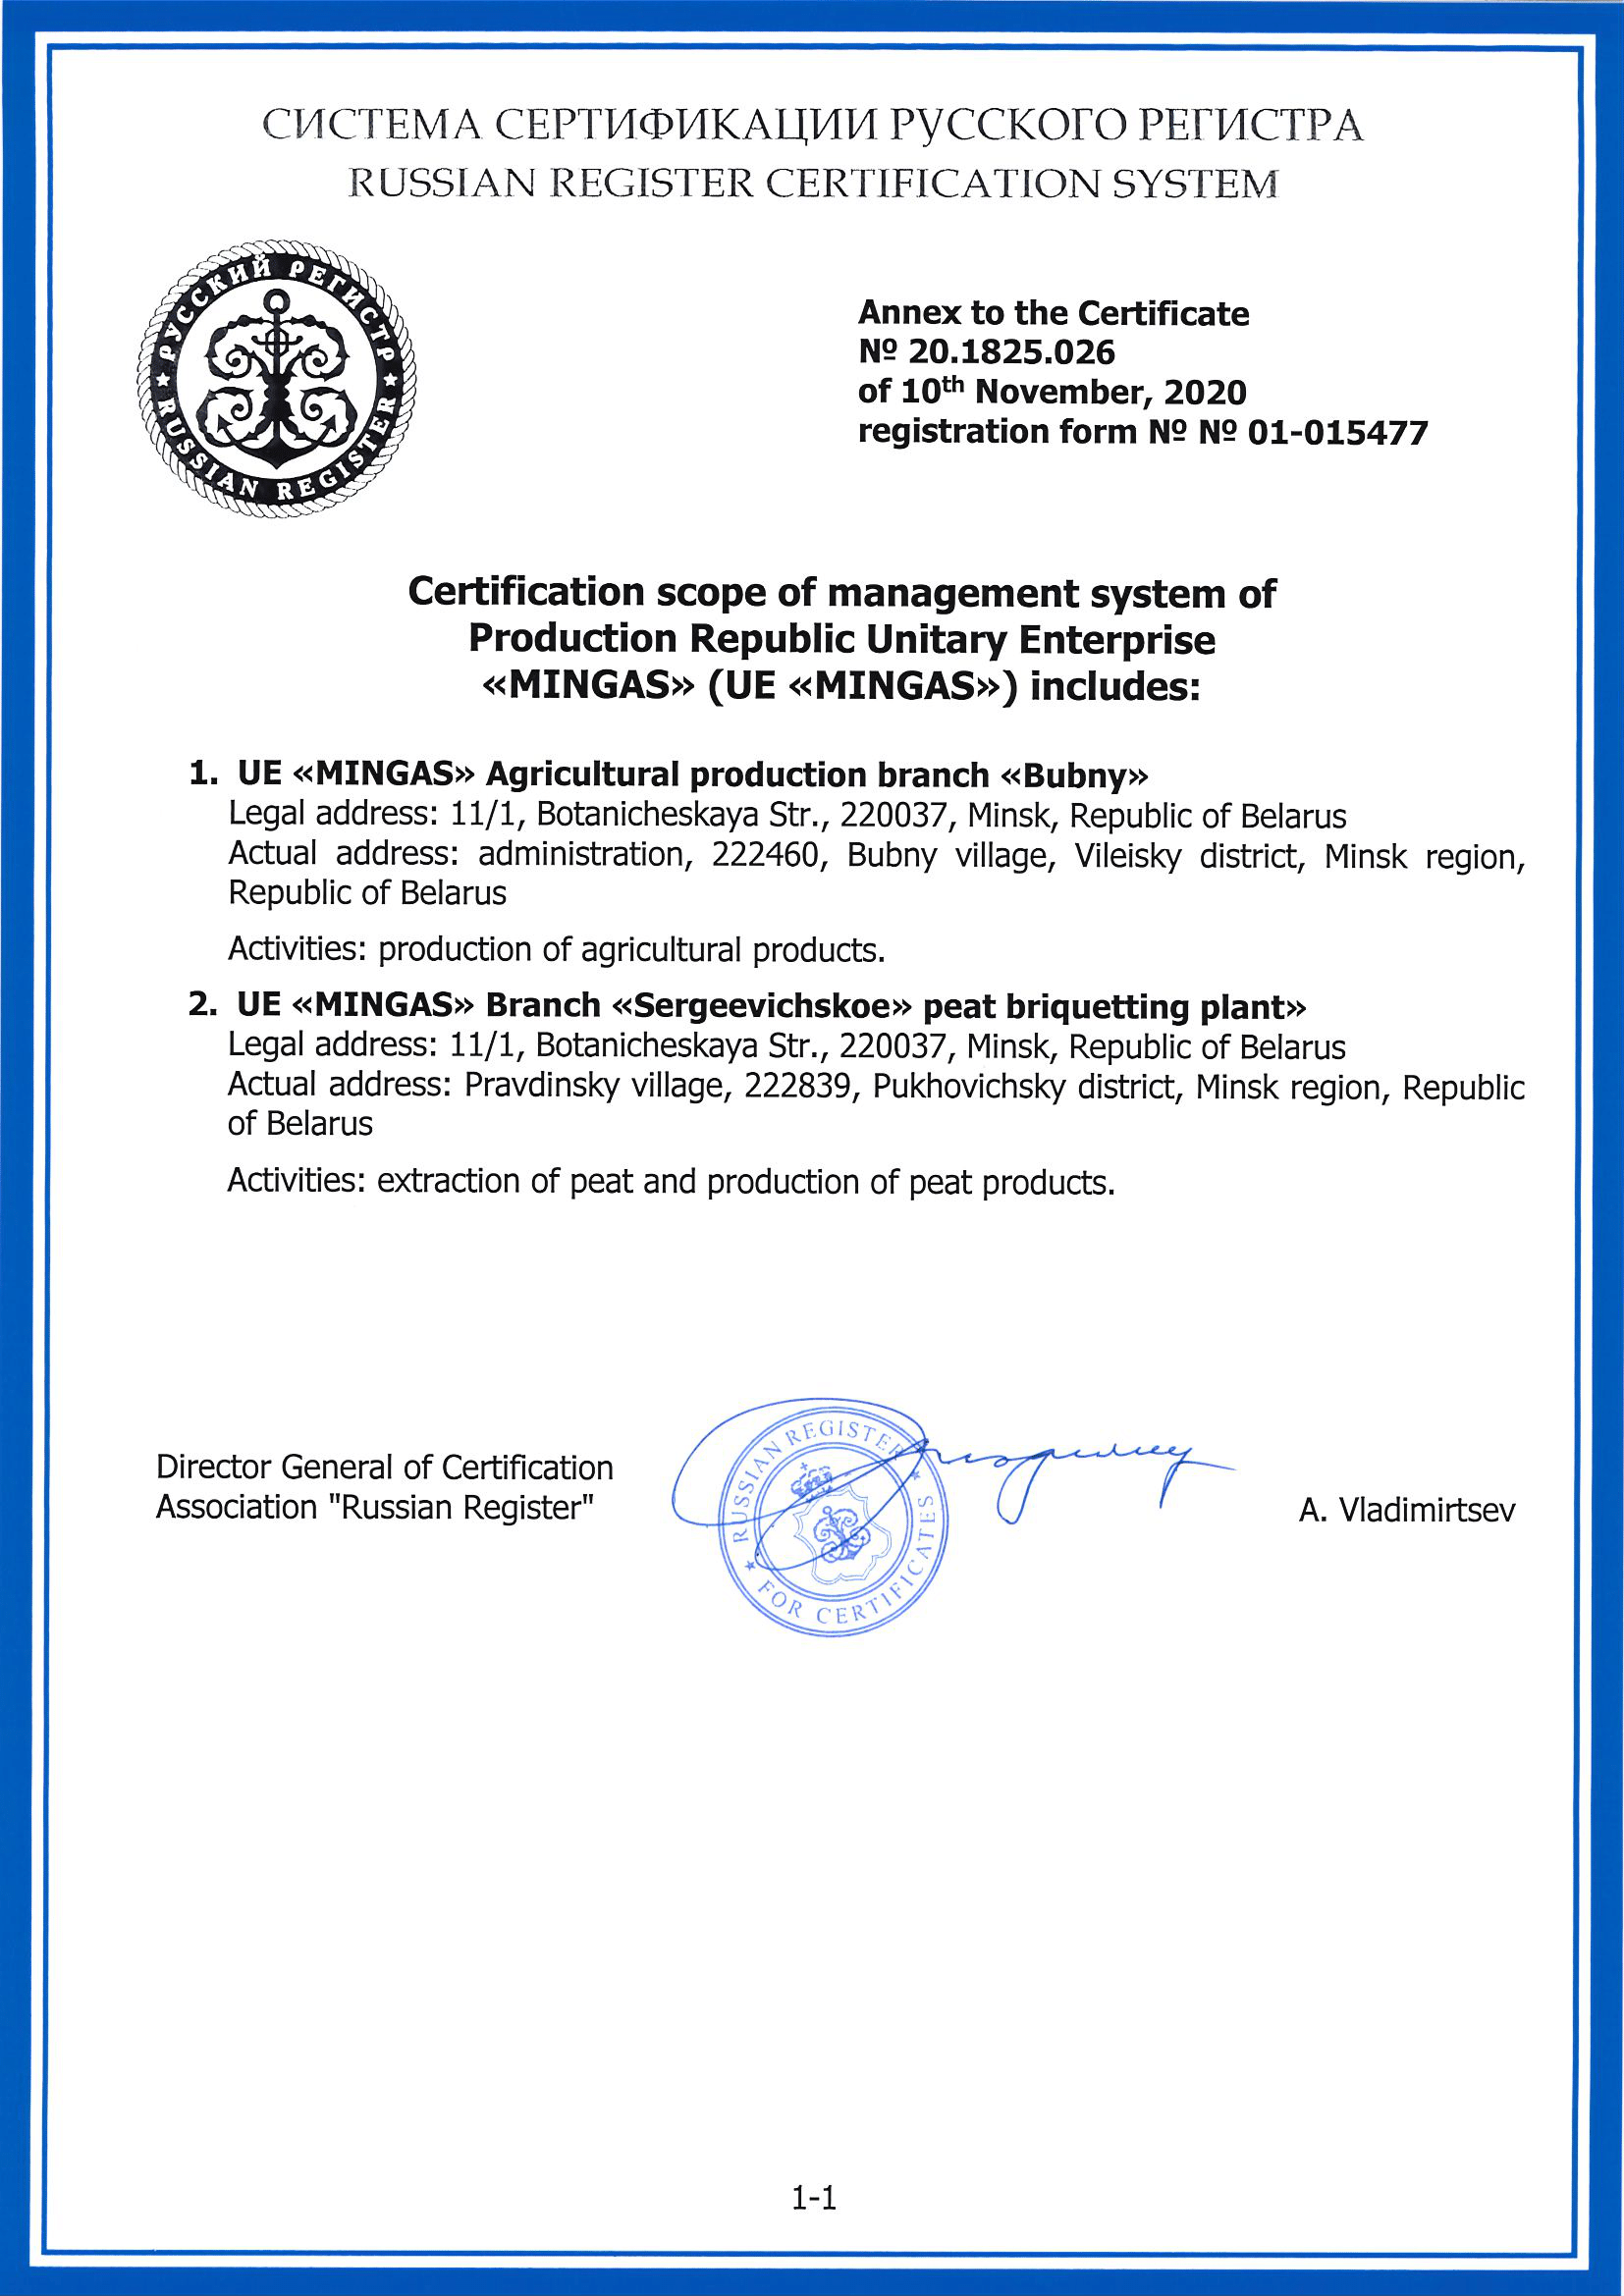 СИСТЕМА СЕРТИФИКАЦИИ РУССКОГО РЕГИСТРА
RUSSIAN REGISTER CERTIFICATION SYSTEM
РУССКИЙ РЕГИСТР
RUSSIAN REGISTER
Annex to the Certificate
№ 20.1825.026
of 10th November, 2020
registration form № № 01-015477
Certification scope of management system of
Production Republic Unitary Enterprise
«MINGAS» (UE «MINGAS») includes:
1. UE «MINGAS» Agricultural production branch «Bubny»
Legal address: 11/1, Botanicheskaya Str., 220037, Minsk, Republic of Belarus
Actual address: administration, 222460, Bubny village, Vileisky district, Minsk region,
Republic of Belarus
Activities: production of agricultural products.
2. UE «MINGAS» Branch «Sergeevichskoe» peat briquetting plant»
Legal address: 11/1, Botanicheskaya Str., 220037, Minsk, Republic of Belarus
Actual address: Pravdinsky village, 222839, Pukhovichsky district, Minsk region, Republic
of Belarus
Activities: extraction of peat and production of peat products.
Director General of Certification
Association "Russian Register"
RUSSIAN REGISTER
FOR CERTIFICATES
A. Vladimirtsev
1-1